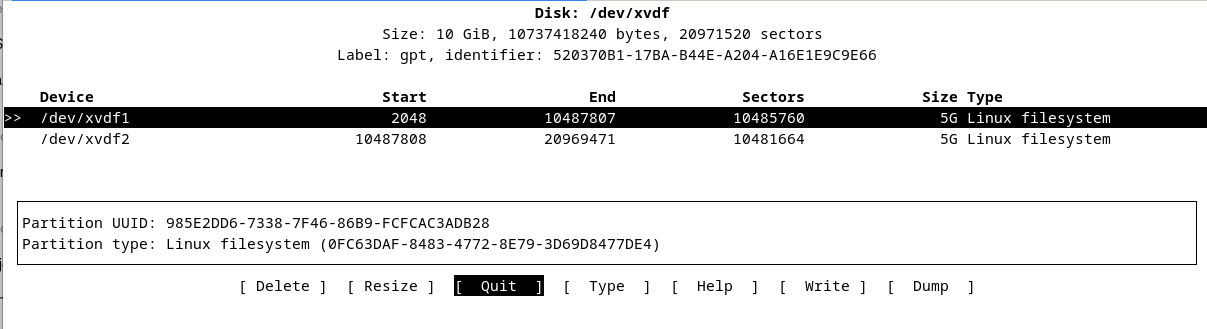 Disk: /dev/xvdf
Size: 10 GiB, 10737418240 bytes, 20971520 sectors
Label: gpt, identifier: 520370B1-17BA-B44E-A204-A16E1E9C9E66
Device Start End Sectors Size Type
>> /dev/xvdf1 2048 10487807 10485760 5G Linux filesystem
/dev/xvdf2 10487808 20969471 10481664 5G Linux filesystem
Partition UUID: 985E2DD6-7338-7F46-86B9-FCFCAC3ADB28
Partition type: Linux filesystem (0FC63DAF-8483-4772-8E79-3D69D8477DE4)
[ Delete ] [ Resize ] [ Quit ] [ Type ] [ Help ] [ Write ] [ Dump ]